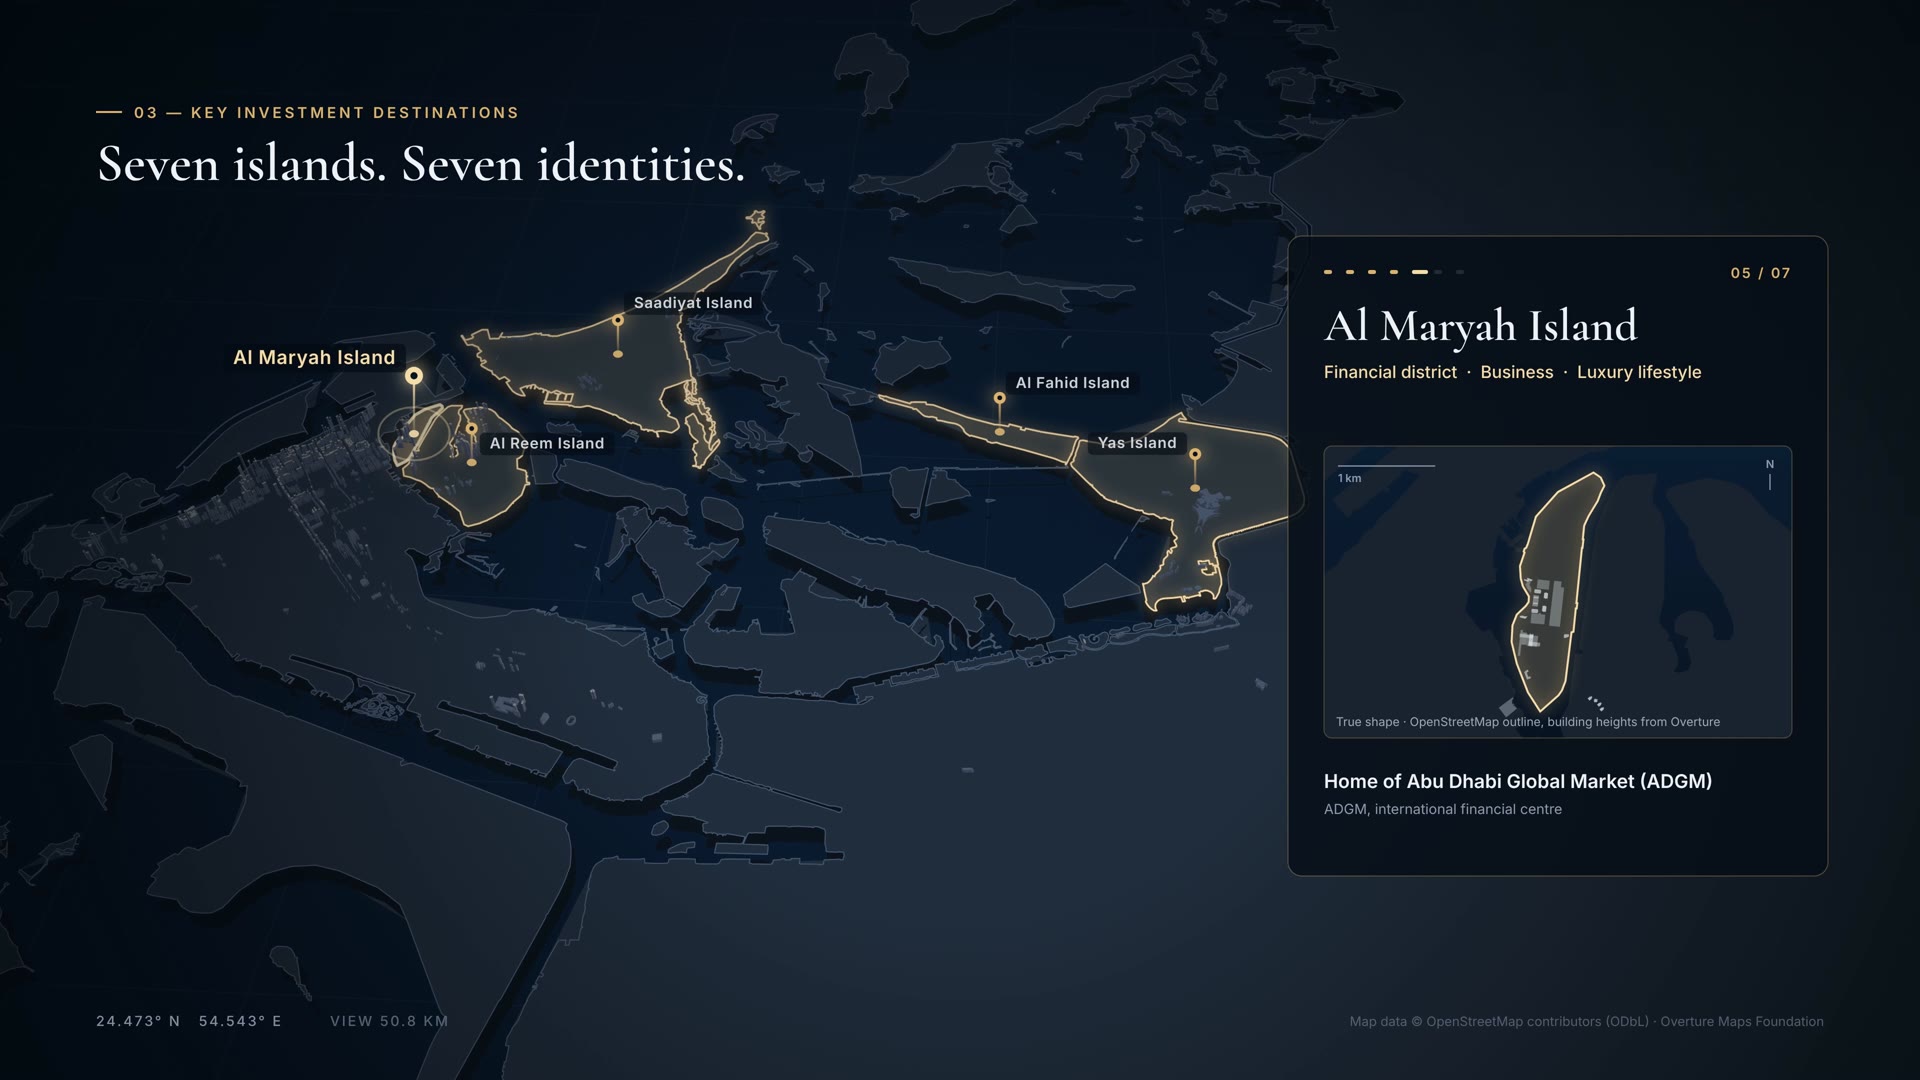 03 — KEY INVESTMENT DESTINATIONS
Seven islands. Seven identities.
Saadiyat Island
Al Maryah Island
Al Fahid Island
Al Reem Island
Yas Island
05 / 07
Al Maryah Island
Financial district · Business · Luxury lifestyle
1 km
N
True shape · OpenStreetMap outline, building heights from Overture
Home of Abu Dhabi Global Market (ADGM)
ADGM, international financial centre
24.473° N 54.543° E VIEW 50.8 KM
Map data © OpenStreetMap contributors (ODbL) · Overture Maps Foundation